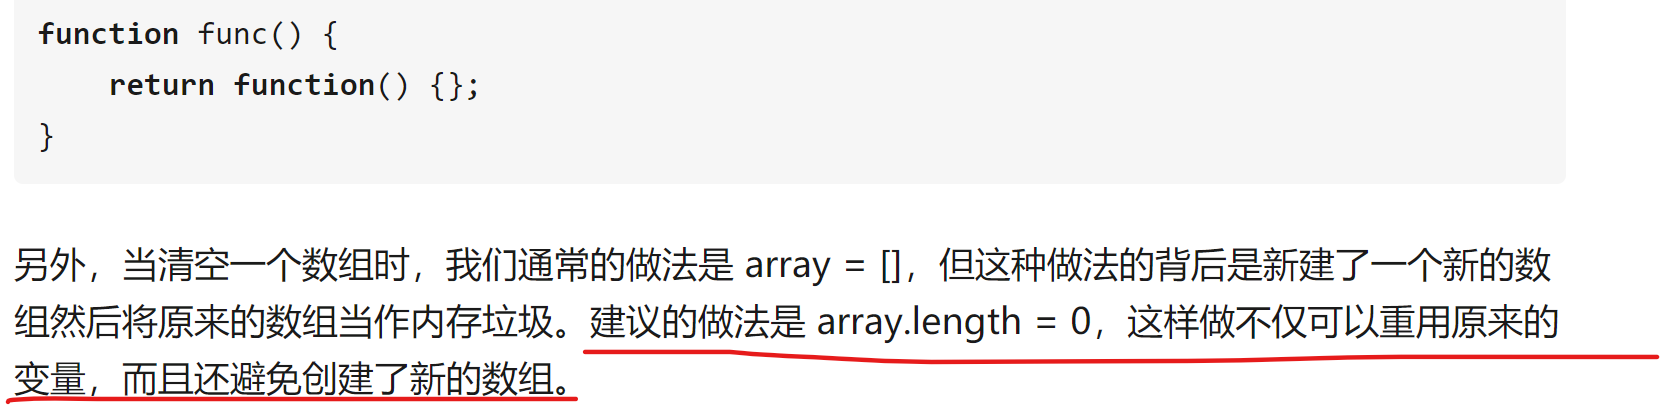 function func() {
    return function() {};
}
另外，当清空一个数组时，我们通常的做法是 array = []，但这种做法的背后是新建了一个新的数
组然后将原来的数组当作内存垃圾。建议的做法是 array.length = 0，这样做不仅可以重用原来的
变量，而且还避免创建了新的数组。